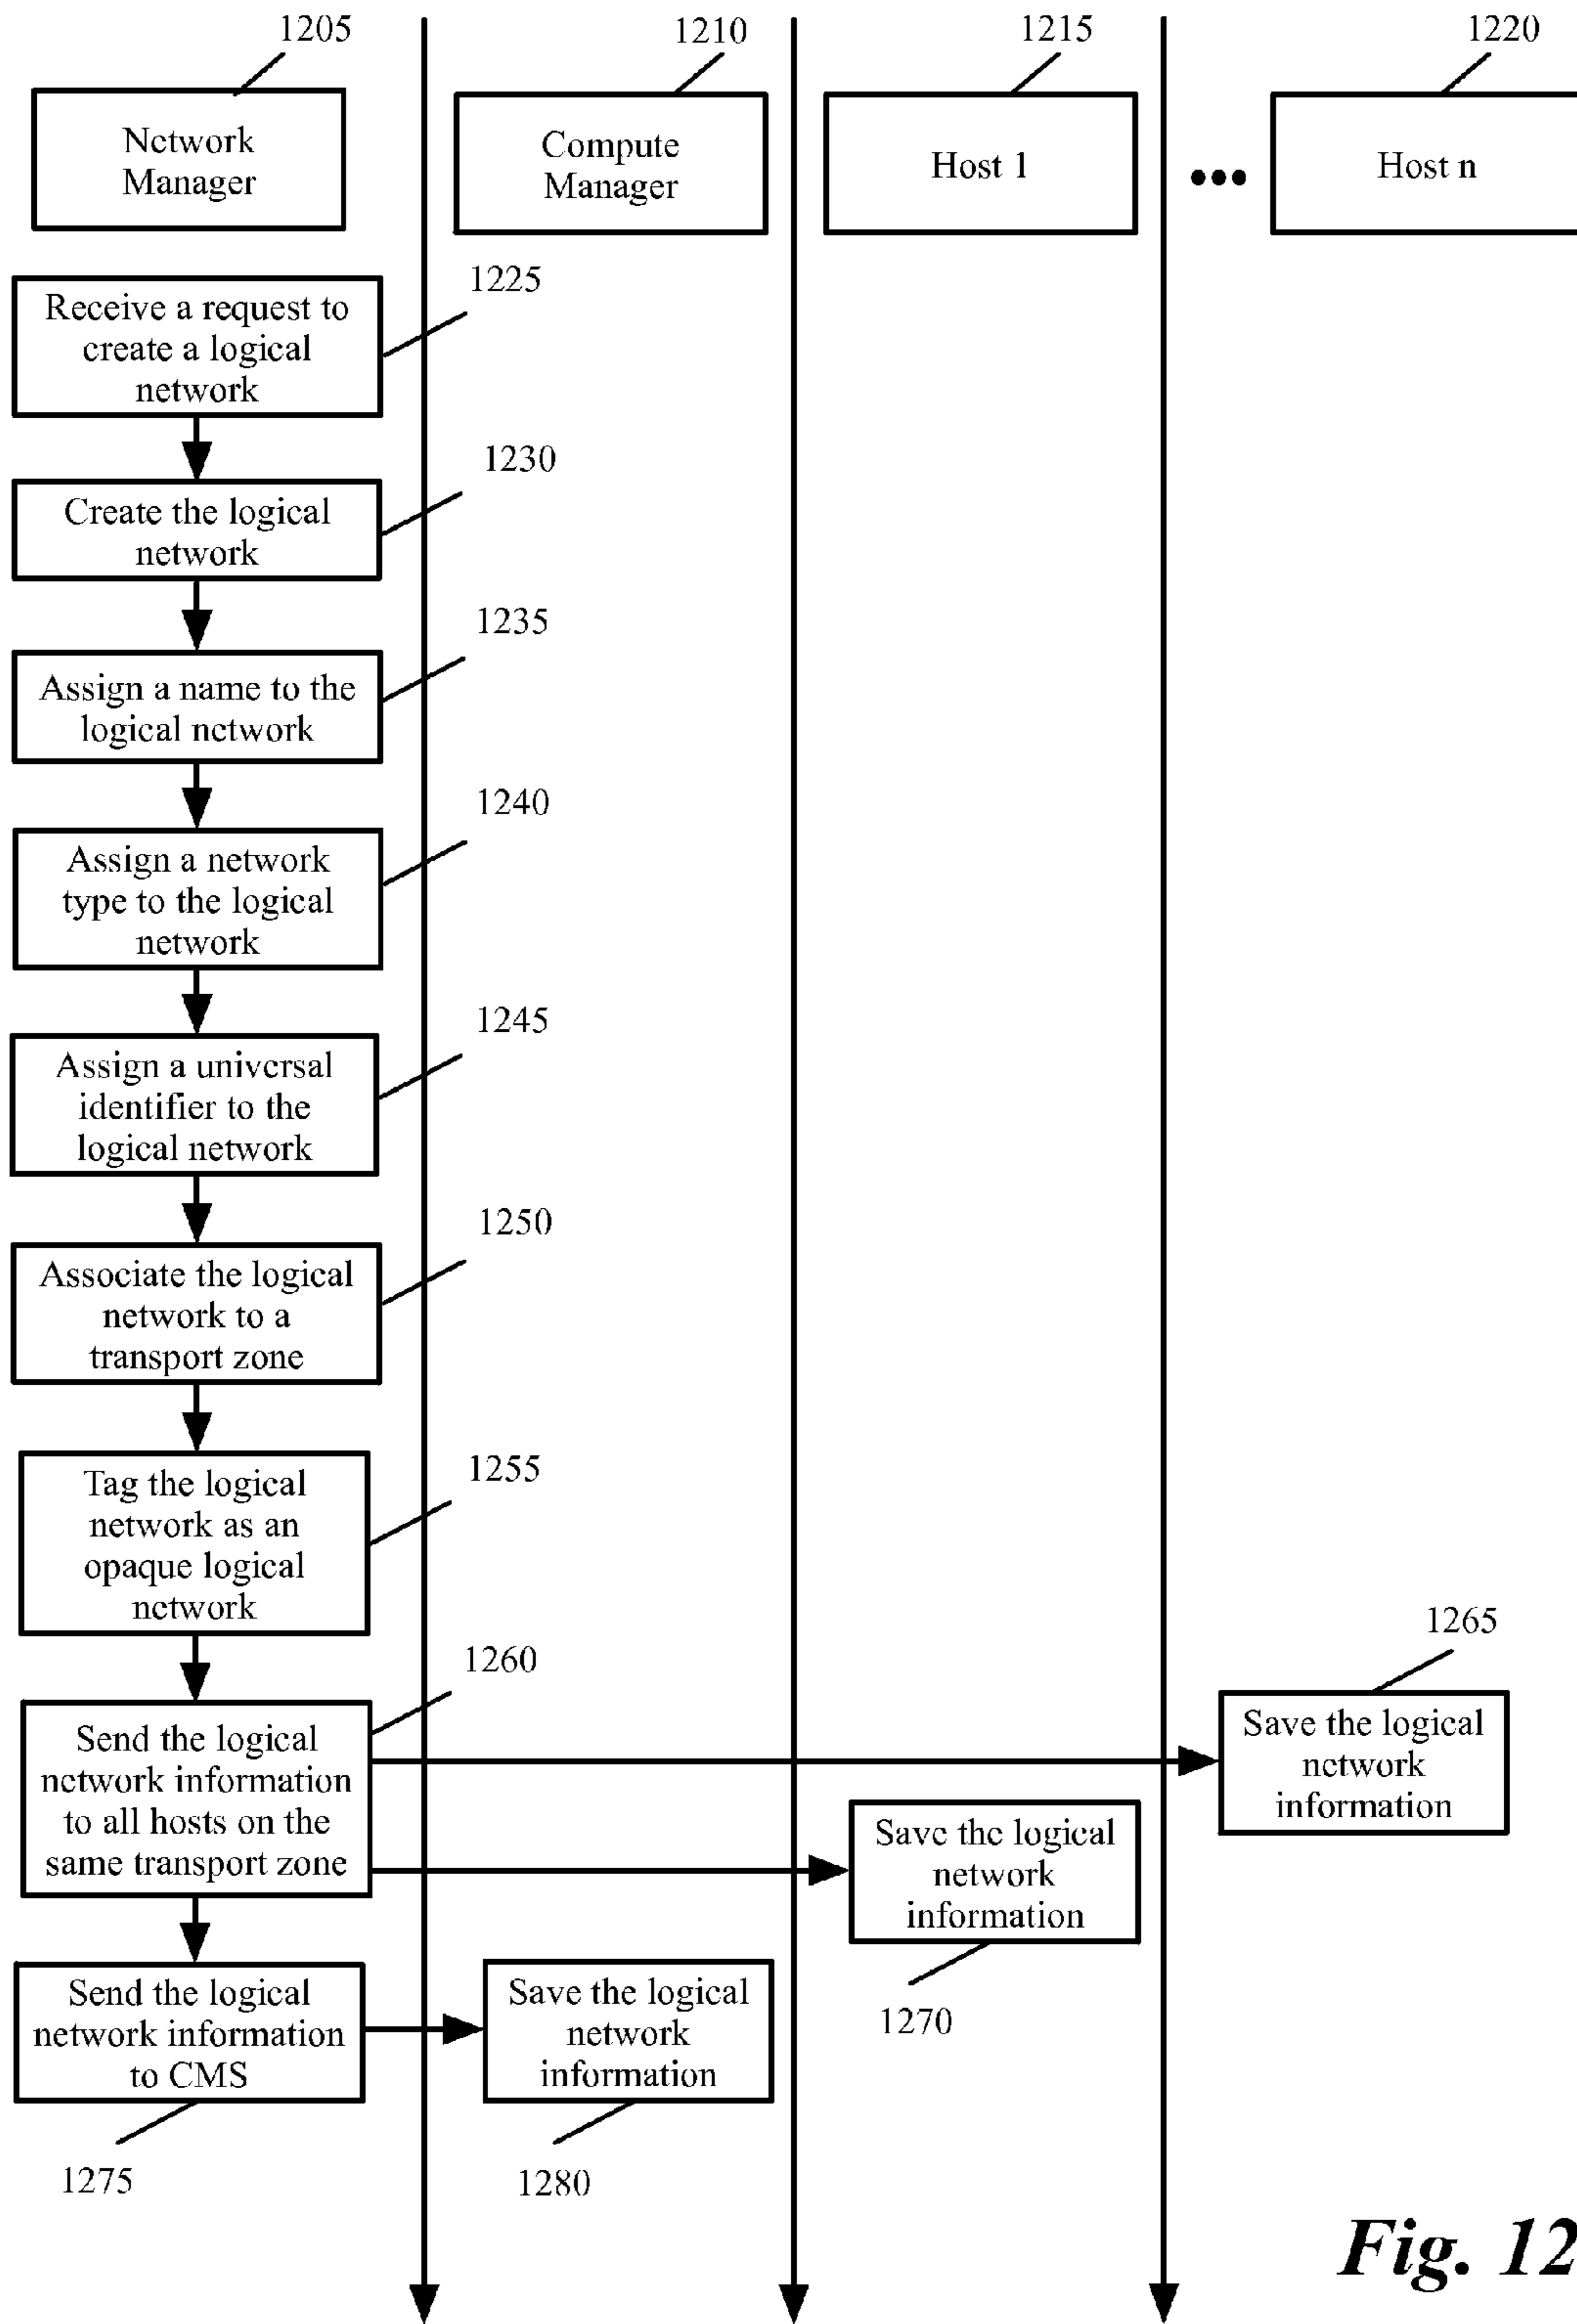 1205
1210
1215
1220
Network
Manager
Compute
Manager
Host 1
•••
Host n
1225
Receive a request to
create a logical
network
1230
Create the logical
network
1235
Assign a name to the
logical network
1240
Assign a network
type to the logical
network
1245
Assign a universal
identifier to the
logical network
1250
Associate the logical
network to a
transport zone
1255
Tag the logical
network as an
opaque logical
network
1260
Send the logical
network information
to all hosts on the
same transport zone
1265
Save the logical
network
information
Save the logical
network
information
1270
Send the logical
network information
to CMS
1275
Save the logical
network
information
1280
Fig. 12